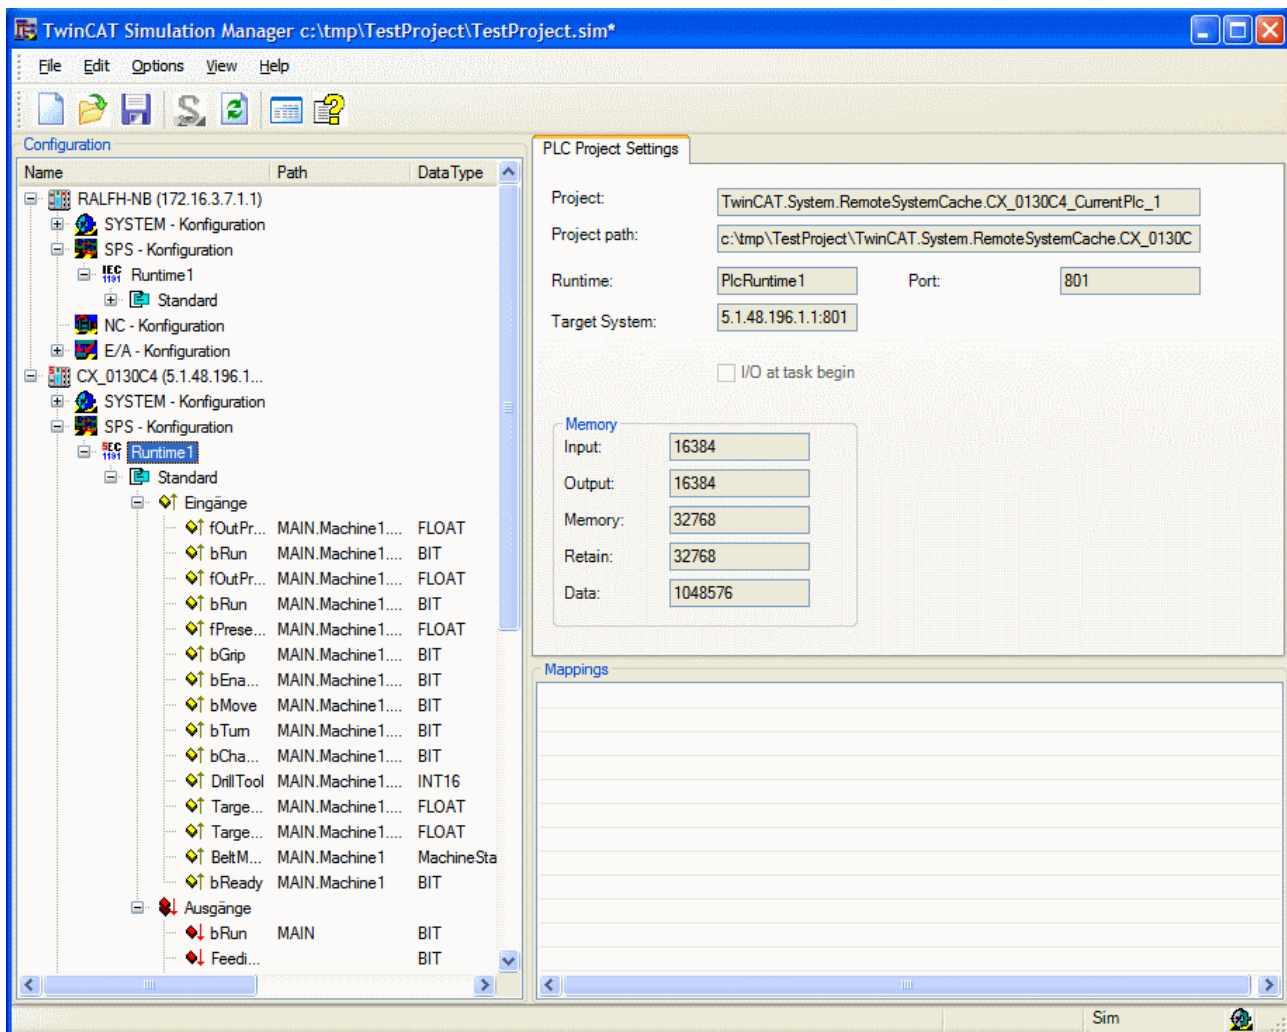 TwinCAT Simulation Manager c:\tmp\TestProject\TestProject.sim*
File Edit Options View Help
Configuration
Name Path DataType
RALFH-NB (172.16.3.7.1.1)
SYSTEM - Konfiguration
SPS - Konfiguration
IEC 1131 Runtime1
Standard
NC - Konfiguration
E/A - Konfiguration
CX_0130C4 (5.1.48.196.1...
SYSTEM - Konfiguration
SPS - Konfiguration
SEC 1131 Runtime1
Standard
Eingänge
fOutPr... MAIN.Machine1.... FLOAT
bRun MAIN.Machine1.... BIT
fOutPr... MAIN.Machine1.... FLOAT
bRun MAIN.Machine1.... BIT
fPrese... MAIN.Machine1.... FLOAT
bGrip MAIN.Machine1.... BIT
bEna... MAIN.Machine1.... BIT
bMove MAIN.Machine1.... BIT
bTurn MAIN.Machine1.... BIT
bCha... MAIN.Machine1.... BIT
DrillTool MAIN.Machine1.... INT16
Targe... MAIN.Machine1.... FLOAT
Targe... MAIN.Machine1.... FLOAT
BeltM... MAIN.Machine1 MachineSta
bReady MAIN.Machine1 BIT
Ausgänge
bRun MAIN BIT
Feedi... BIT
PLC Project Settings
Project: TwinCAT.System.RemoteSystemCache.CX_0130C4_CurrentPlc_1
Project path: c:\tmp\TestProject\TwinCAT.System.RemoteSystemCache.CX_0130C
Runtime: PlcRuntime1 Port: 801
Target System: 5.1.48.196.1.1:801
I/O at task begin
Memory
Input: 16384
Output: 16384
Memory: 32768
Retain: 32768
Data: 1048576
Mappings
Sim